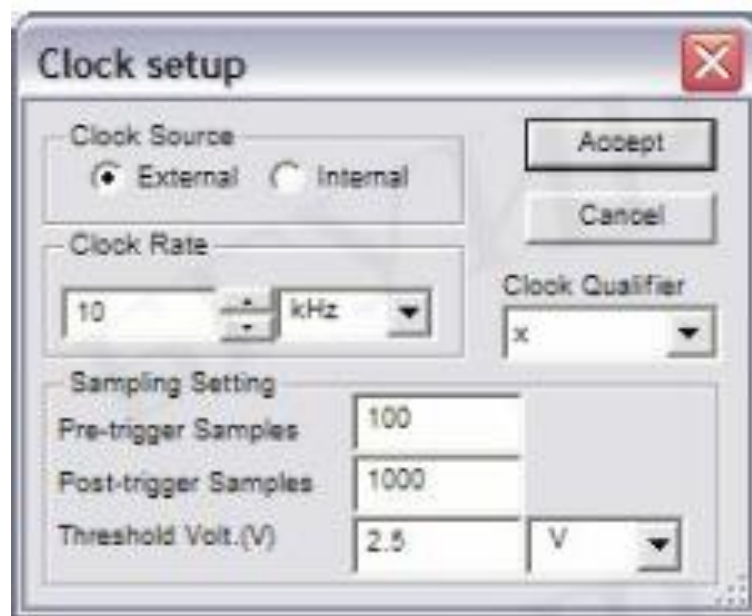 Clock setup
Clock Source
External Internal
Accept
Cancel
Clock Rate
10 kHz
Clock Qualifier
x
Sampling Setting
Pre-trigger Samples 100
Post-trigger Samples 1000
Threshold Volt.(V) 2.5 V